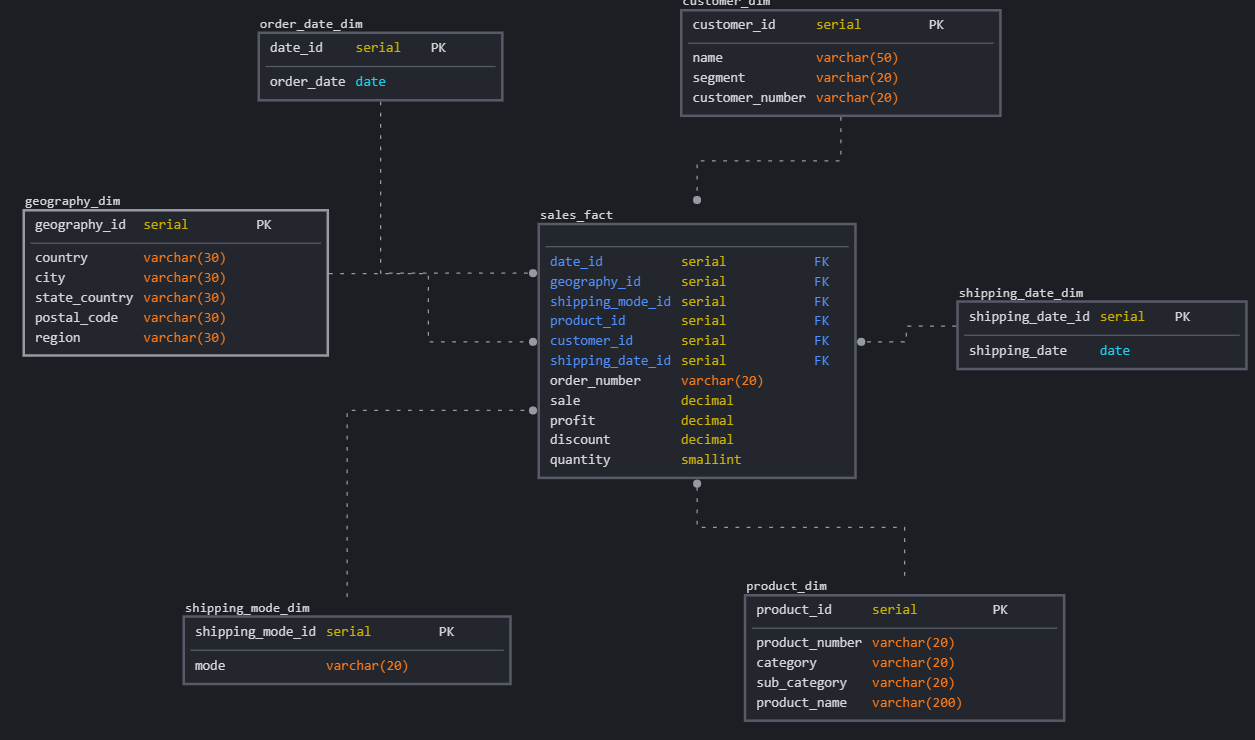 customer_dim
customer_id serial PK
name varchar(50)
segment varchar(20)
customer_number varchar(20)
order_date_dim
date_id serial PK
order_date date
geography_dim
geography_id serial PK
country varchar(30)
city varchar(30)
state_country varchar(30)
postal_code varchar(30)
region varchar(30)
sales_fact
date_id serial FK
geography_id serial FK
shipping_mode_id serial FK
product_id serial FK
customer_id serial FK
shipping_date_id serial FK
order_number varchar(20)
sale decimal
profit decimal
discount decimal
quantity smallint
shipping_date_dim
shipping_date_id serial PK
shipping_date date
shipping_mode_dim
shipping_mode_id serial PK
mode varchar(20)
product_dim
product_id serial PK
product_number varchar(20)
category varchar(20)
sub_category varchar(20)
product_name varchar(200)